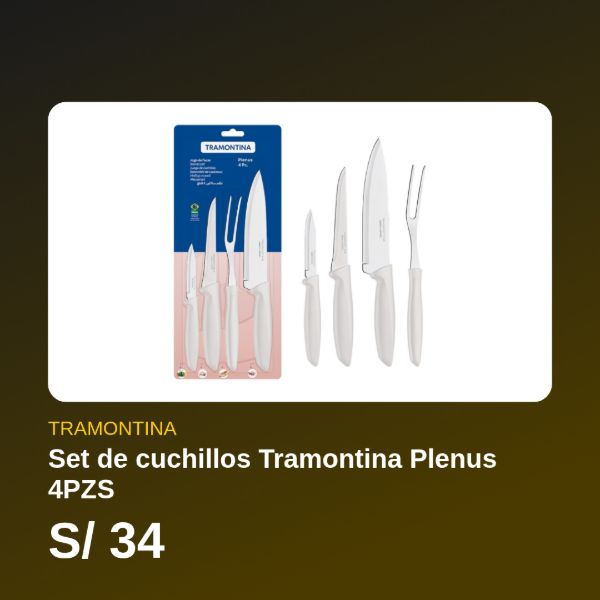 TRAMONTINA
Plenus
4 Pc.
TRAMONTINA
Set de cuchillos Tramontina Plenus
4PZS
S/ 34